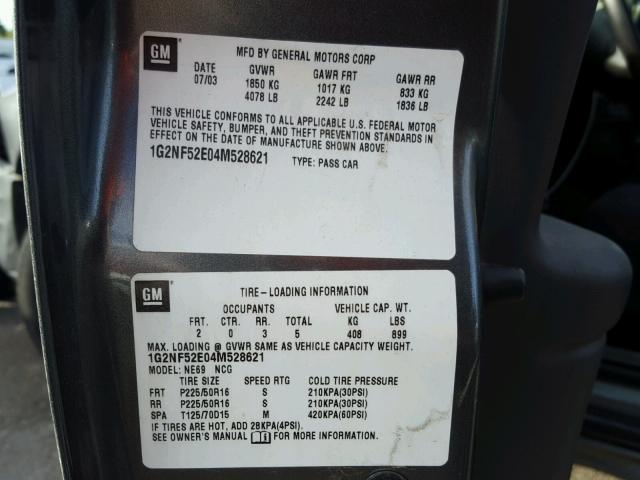 GM
MFD BY GENERAL MOTORS CORP
DATE GVWR GAWR FRT GAWR RR
07/03 1850 KG 1017 KG 833 KG
4078 LB 2242 LB 1836 LB
THIS VEHICLE CONFORMS TO ALL APPLICABLE U.S. FEDERAL MOTOR
VEHICLE SAFETY, BUMPER, AND THEFT PREVENTION STANDARDS IN
EFFECT ON THE DATE OF MANUFACTURE SHOWN ABOVE.
1G2NF52E04M528621 TYPE: PASS CAR
GM
TIRE-LOADING INFORMATION
OCCUPANTS VEHICLE CAP. WT.
FRT. CTR. RR. TOTAL KG LBS
2 0 3 5 408 899
MAX. LOADING @ GVWR SAME AS VEHICLE CAPACITY WEIGHT.
1G2NF52E04M528621
MODEL: NE69 NCG
TIRE SIZE SPEED RTG COLD TIRE PRESSURE
FRT P225/50R16 S 210KPA(30PSI)
RR P225/50R16 S 210KPA(30PSI)
SPA T125/70D15 M 420KPA(60PSI)
IF TIRES ARE HOT, ADD 28KPA(4PSI).
SEE OWNER'S MANUAL FOR MORE INFORMATION.